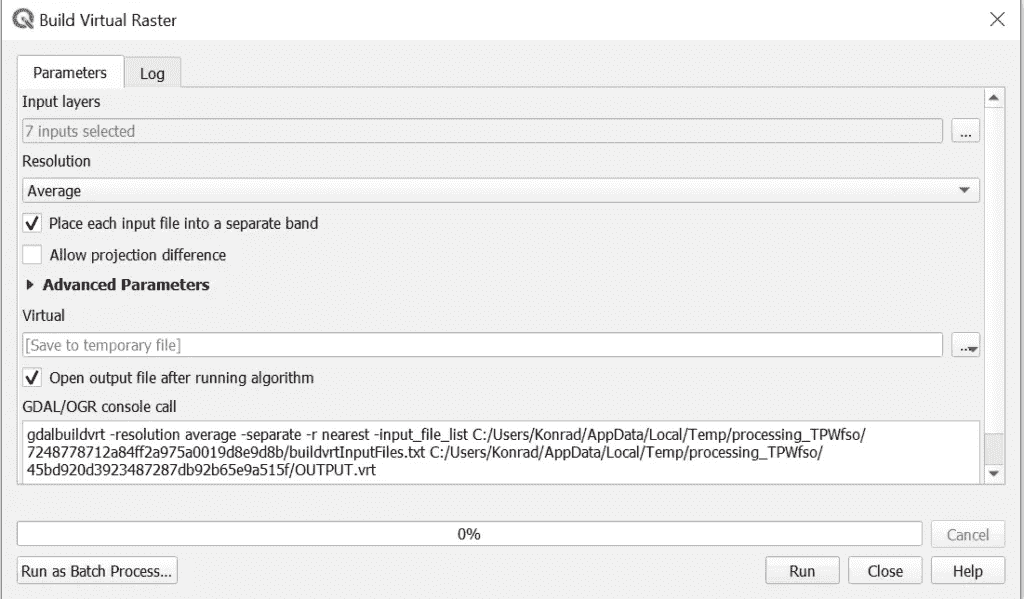 Build Virtual Raster
Parameters
Log
Input layers
7 inputs selected
...
Resolution
Average
Place each input file into a separate band
Allow projection difference
Advanced Parameters
Virtual
[Save to temporary file]
...
Open output file after running algorithm
GDAL/OGR console call
gdalbuildvrt -resolution average -separate -r nearest -input_file_list C:/Users/Konrad/AppData/Local/Temp/processing_TPWfso/
7248778712a84ff2a975a0019d8e9d8b/buildvrtInputFiles.txt C:/Users/Konrad/AppData/Local/Temp/processing_TPWfso/
45bd920d3923487287db92b65e9a515f/OUTPUT.vrt
0%
Cancel
Run as Batch Process...
Run
Close
Help